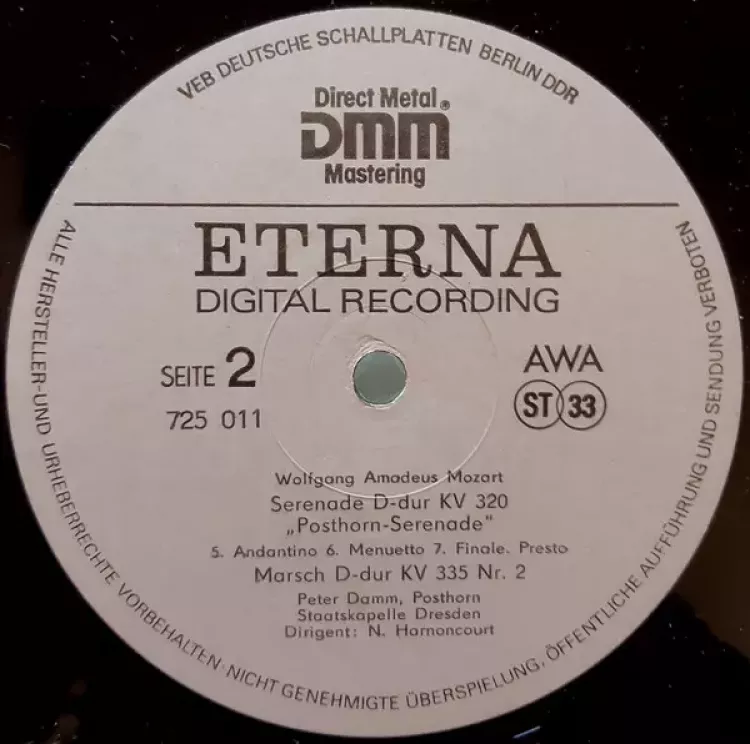 VEB DEUTSCHE SCHALLPLATTEN BERLIN DDR
Direct Metal
DMM®
Mastering
ETERNA
DIGITAL RECORDING
SEITE 2
725 011
AWA
ST 33
Wolfgang Amadeus Mozart
Serenade D-dur KV 320
„Posthorn-Serenade"
5. Andantino 6. Menuetto 7. Finale. Presto
Marsch D-dur KV 335 Nr. 2
Peter Damm, Posthorn
Staatskapelle Dresden
Dirigent: N. Harnoncourt
ALLE HERSTELLER-UND URHEBERRECHTE VORBEHALTEN·NICHT GENEHMIGTE ÜBERSPIELUNG, ÖFFENTLICHE AUFFÜHRUNG UND SENDUNG VERBOTEN